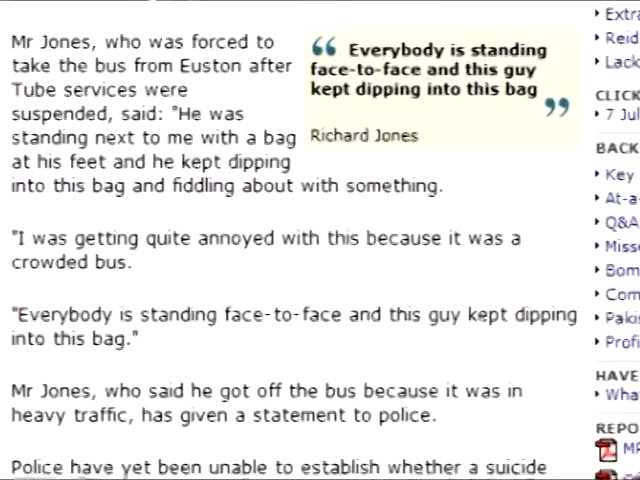 Mr Jones, who was forced to
take the bus from Euston after
Tube services were
suspended, said: "He was
standing next to me with a bag
at his feet and he kept dipping
into this bag and fiddling about with something.
"I was getting quite annoyed with this because it was a
crowded bus.
"Everybody is standing face-to-face and this guy kept dipping
into this bag."
Mr Jones, who said he got off the bus because it was in
heavy traffic, has given a statement to police.
Police have yet been unable to establish whether a suicide
“ Everybody is standing
face-to-face and this guy
kept dipping into this bag
”
Richard Jones
Extra
Reid
Lack
CLICK
7 Jul
BACK
Key
At-a-
Q&A
Miss
Bom
Com
Paki
Profi
HAVE
Wha
REPO